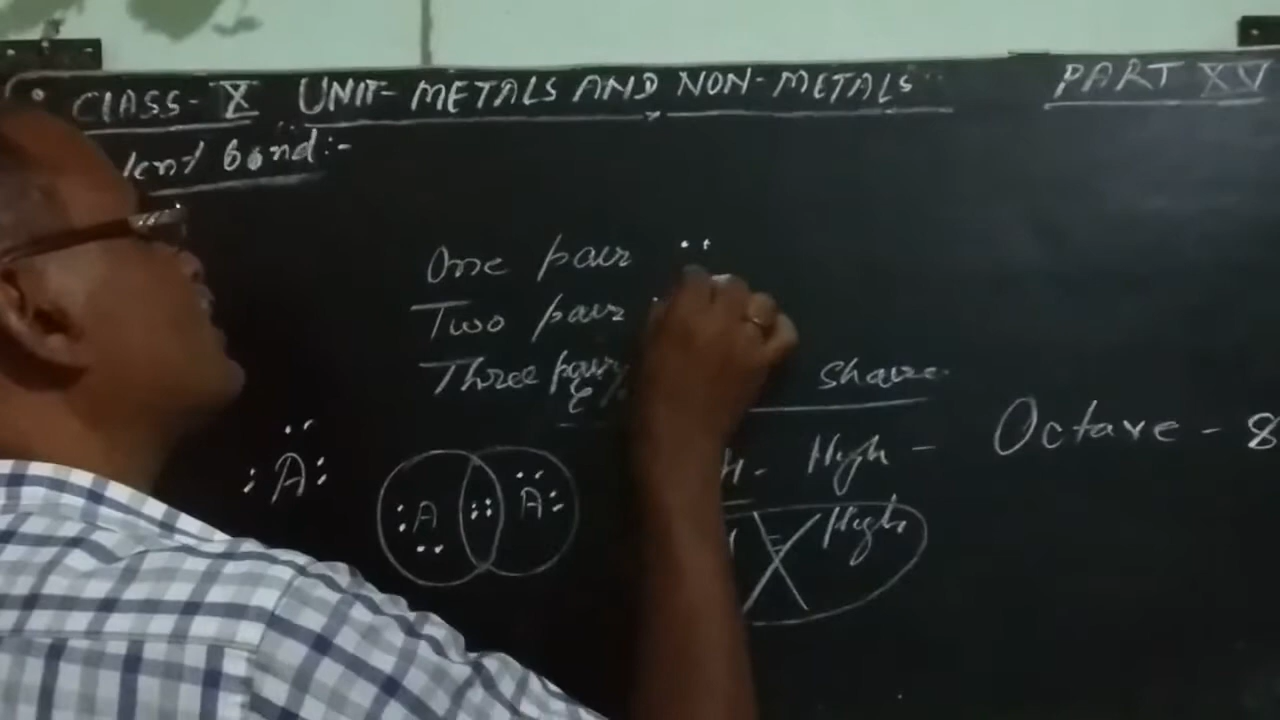 CLASS- X UNIT- METALS AND NON-METALS PART XV
lent Bond:-
One pair
Two pair
Three pair
share
High -
Octave - 8
A
A A
High